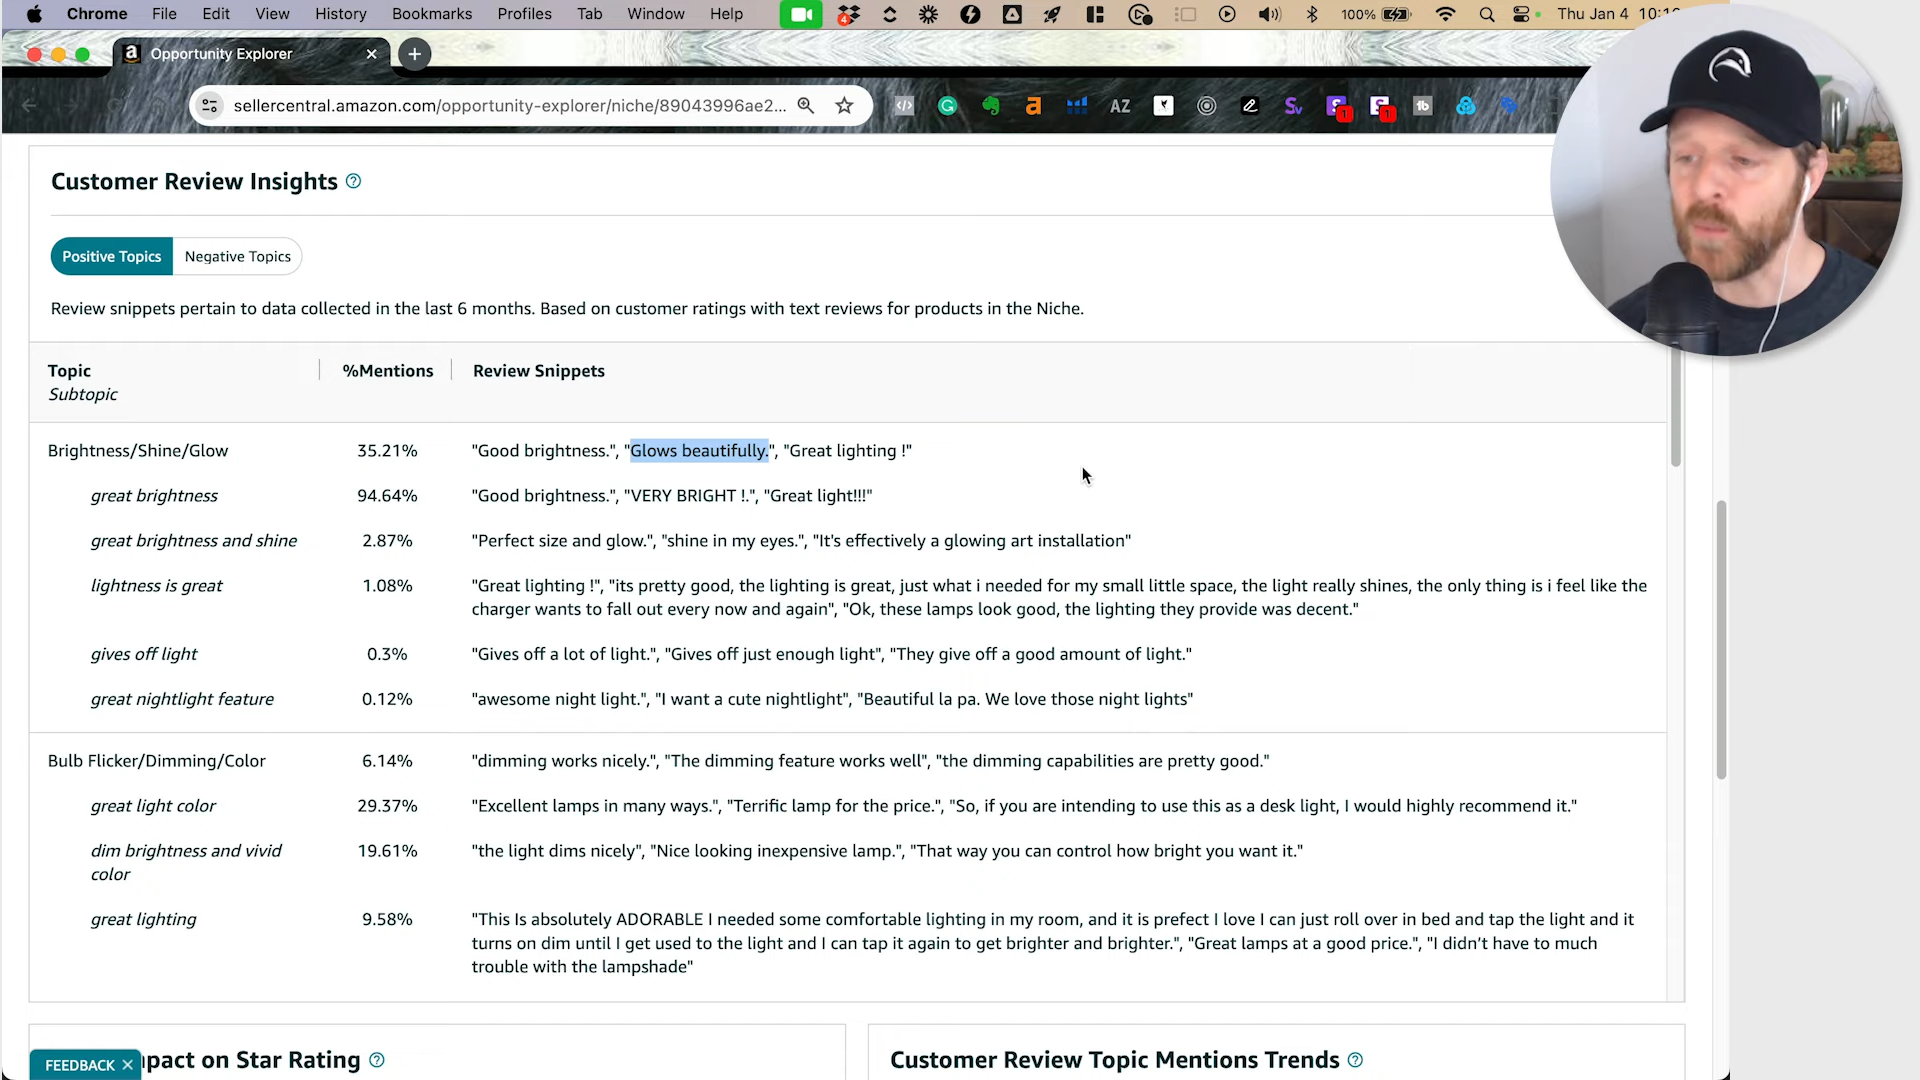 Chrome File Edit View History Bookmarks Profiles Tab Window Help 4 100% Thu Jan 4
a Opportunity Explorer
sellercentral.amazon.com/opportunity-explorer/niche/89043996ae2...
</> G a AZ Sv 1 1 tb
Customer Review Insights ?
Positive Topics Negative Topics
Review snippets pertain to data collected in the last 6 months. Based on customer ratings with text reviews for products in the Niche.
Topic %Mentions Review Snippets
Subtopic
Brightness/Shine/Glow 35.21% "Good brightness.", "Glows beautifully.", "Great lighting !"
great brightness 94.64% "Good brightness.", "VERY BRIGHT !.", "Great light!!!"
great brightness and shine 2.87% "Perfect size and glow.", "shine in my eyes.", "It's effectively a glowing art installation"
lightness is great 1.08% "Great lighting !", "its pretty good, the lighting is great, just what i needed for my small little space, the light really shines, the only thing is i feel like the
charger wants to fall out every now and again", "Ok, these lamps look good, the lighting they provide was decent."
gives off light 0.3% "Gives off a lot of light.", "Gives off just enough light", "They give off a good amount of light."
great nightlight feature 0.12% "awesome night light.", "I want a cute nightlight", "Beautiful la pa. We love those night lights"
Bulb Flicker/Dimming/Color 6.14% "dimming works nicely.", "The dimming feature works well", "the dimming capabilities are pretty good."
great light color 29.37% "Excellent lamps in many ways.", "Terrific lamp for the price.", "So, if you are intending to use this as a desk light, I would highly recommend it."
dim brightness and vivid 19.61% "the light dims nicely", "Nice looking inexpensive lamp.", "That way you can control how bright you want it."
color
great lighting 9.58% "This Is absolutely ADORABLE I needed some comfortable lighting in my room, and it is prefect I love I can just roll over in bed and tap the light and it
turns on dim until I get used to the light and I can tap it again to get brighter and brighter.", "Great lamps at a good price.", "I didn't have to much
trouble with the lampshade"
FEEDBACK × mpact on Star Rating ? Customer Review Topic Mentions Trends ?